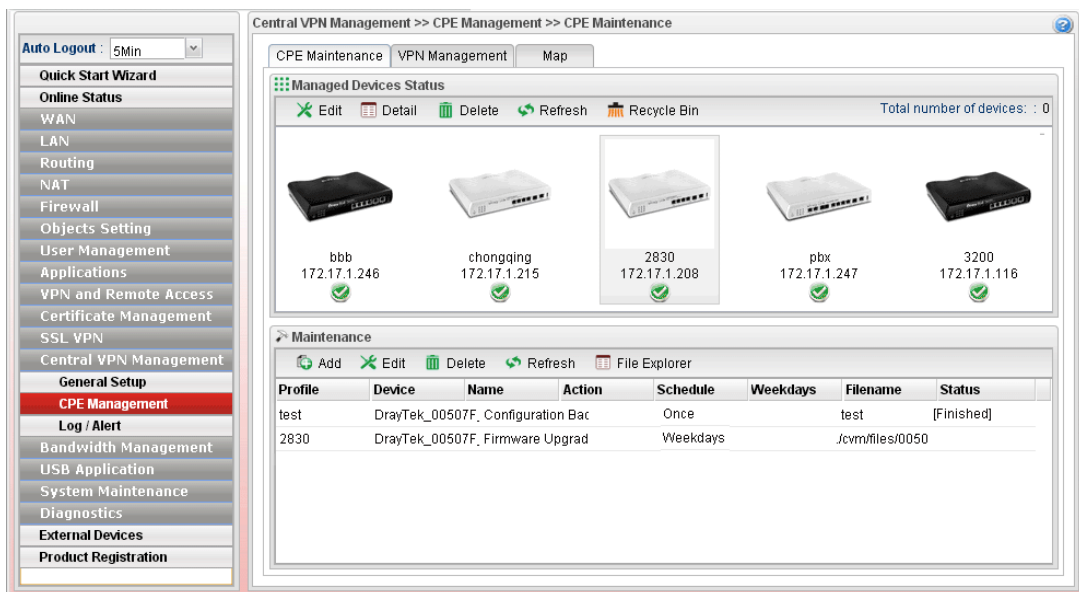 Central VPN Management >> CPE Management >> CPE Maintenance
Auto Logout : 5Min
Quick Start Wizard
Online Status
WAN
LAN
Routing
NAT
Firewall
Objects Setting
User Management
Applications
VPN and Remote Access
Certificate Management
SSL VPN
Central VPN Management
General Setup
CPE Management
Log / Alert
Bandwidth Management
USB Application
System Maintenance
Diagnostics
External Devices
Product Registration
CPE Maintenance VPN Management Map
Managed Devices Status
Edit Detail Delete Refresh Recycle Bin Total number of devices: : 0
bbb chongqing 2830 pbx 3200
172.17.1.246 172.17.1.215 172.17.1.208 172.17.1.247 172.17.1.116
Maintenance
Add Edit Delete Refresh File Explorer
Profile Device Name Action Schedule Weekdays Filename Status
test DrayTek_00507F_ Configuration Bac Once test [Finished]
2830 DrayTek_00507F_ Firmware Upgrad Weekdays ./cvm/files/0050